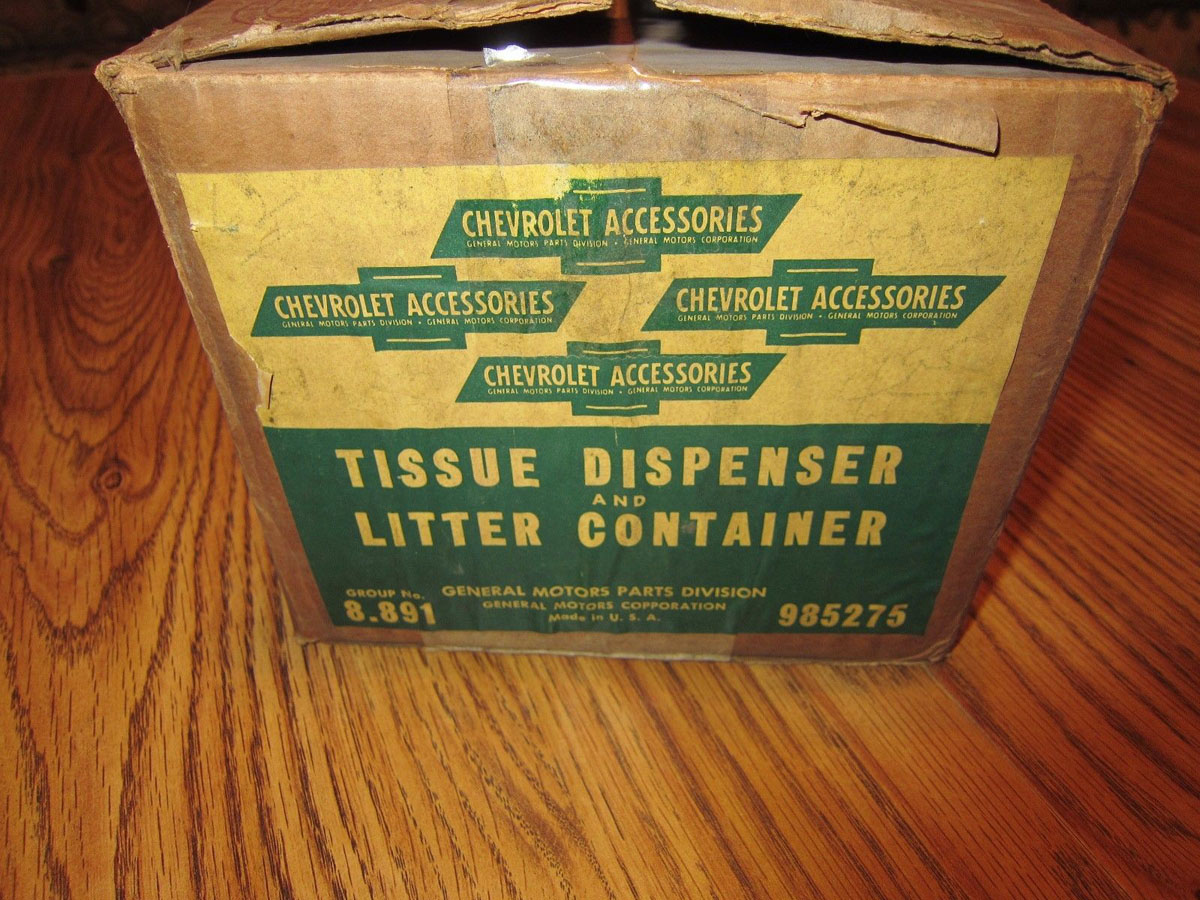 CHEVROLET ACCESSORIES
GENERAL MOTORS PARTS DIVISION • GENERAL MOTORS CORPORATION
CHEVROLET ACCESSORIES
GENERAL MOTORS PARTS DIVISION • GENERAL MOTORS CORPORATION
CHEVROLET ACCESSORIES
GENERAL MOTORS PARTS DIVISION • GENERAL MOTORS CORPORATION
CHEVROLET ACCESSORIES
GENERAL MOTORS PARTS DIVISION • GENERAL MOTORS CORPORATION
TISSUE DISPENSER
AND
LITTER CONTAINER
GROUP No.
8.891
GENERAL MOTORS PARTS DIVISION
GENERAL MOTORS CORPORATION
Made in U. S. A.
985275